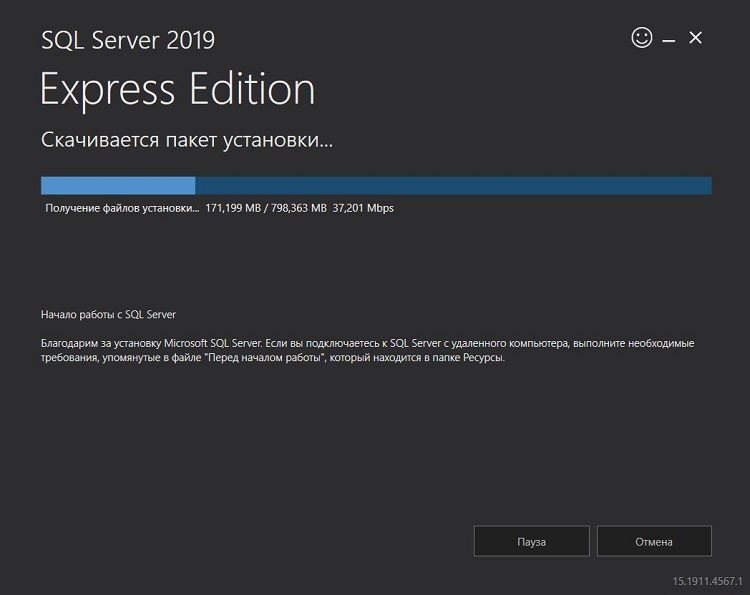 SQL Server 2019
Express Edition
Скачивается пакет установки...
Получение файлов установки... 171,199 MB / 798,363 MB 37,201 Mbps
Начало работы с SQL Server
Благодарим за установку Microsoft SQL Server. Если вы подключаетесь к SQL Server с удаленного компьютера, выполните необходимые
требования, упомянутые в файле "Перед началом работы", который находится в папке Ресурсы.
Пауза
Отмена
15.1911.4567.1